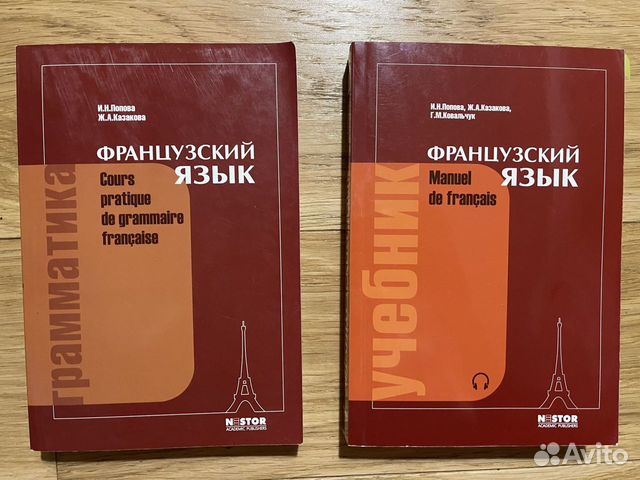 И.Н.Попова
Ж.А.Казакова
ФРАНЦУЗСКИЙ
ЯЗЫК
Cours
pratique
de grammaire
française
грамматика
NESTOR
ACADEMIC PUBLISHERS
И.Н.Попова, Ж.А.Казакова,
Г.М.Ковальчук
ФРАНЦУЗСКИЙ
ЯЗЫК
Manuel
de français
учебник
NESTOR
ACADEMIC PUBLISHERS
Avito